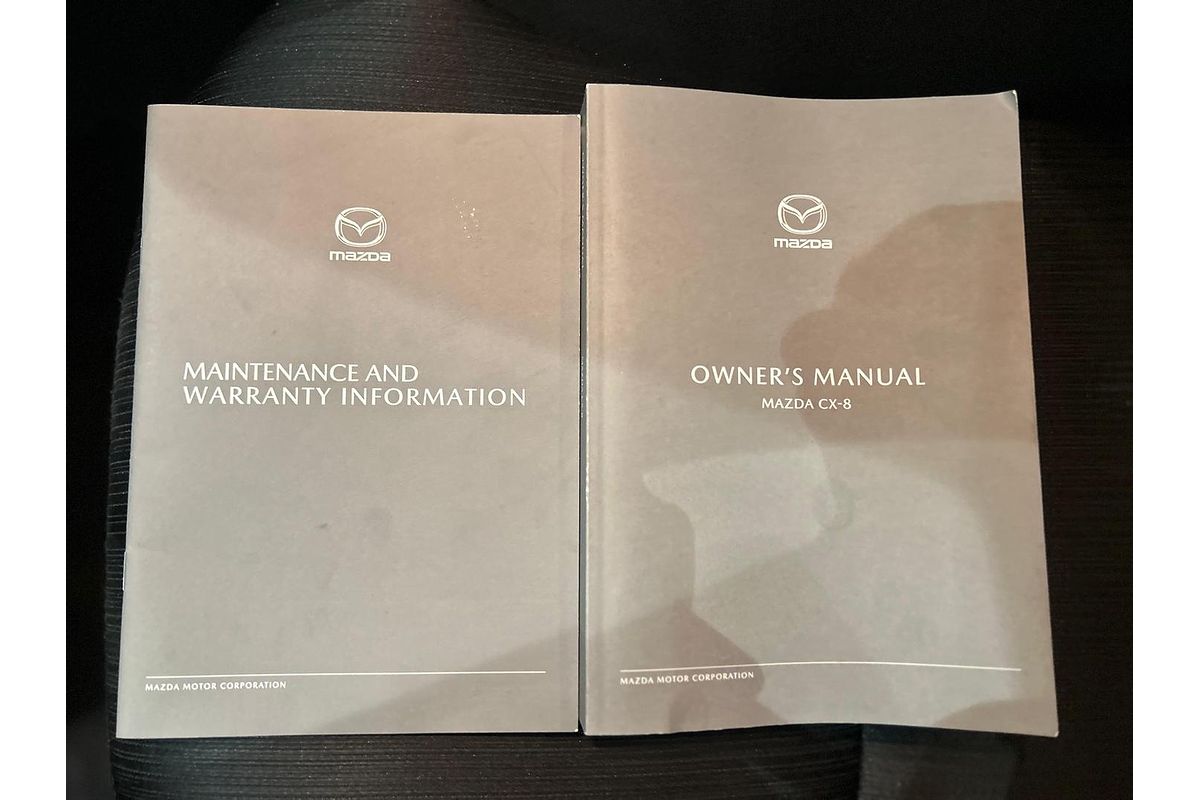 mazda
MAINTENANCE AND
WARRANTY INFORMATION
MAZDA MOTOR CORPORATION
mazda
OWNER'S MANUAL
MAZDA CX-8
MAZDA MOTOR CORPORATION